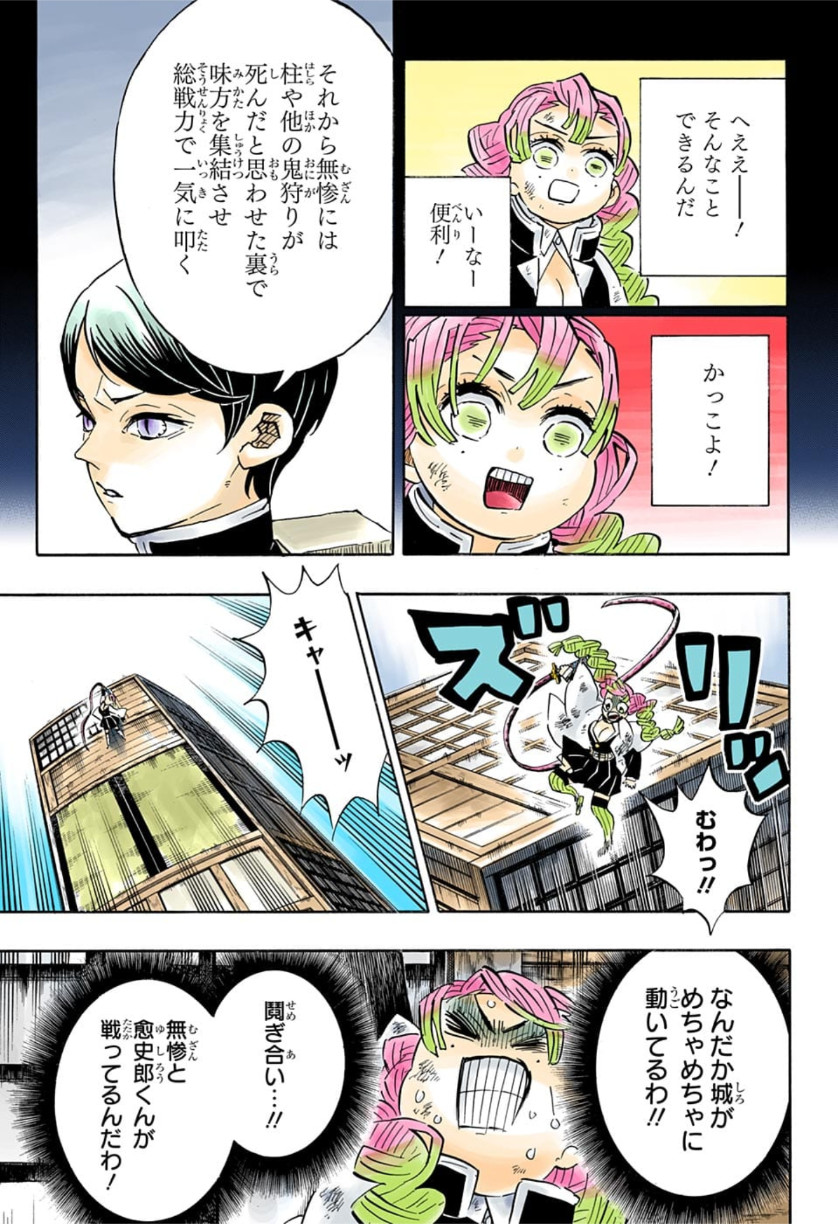 へええ━━！
そんなこと
できるんだ
いーなー
便利！
かっこよ！
それから無惨には
柱や他の鬼狩りが
死んだと思わせた裏で
味方を集結させ
総戦力で一気に叩く
ズズッ
むわっ!!
キャ━━━ッ
なんだか城が
めちゃめちゃに
動いてるわ!!
鬩ぎ合い…!!
無惨と
愈史郎くんが
戦ってるんだわ！